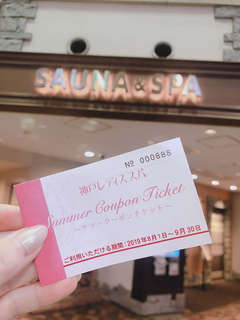 SAUNA & SPA
No 000888
神戸レディススパ
Summer Coupon Ticket
～サマークーポンチケット～
ご利用いただける期間:2019年8月1日～9月30日